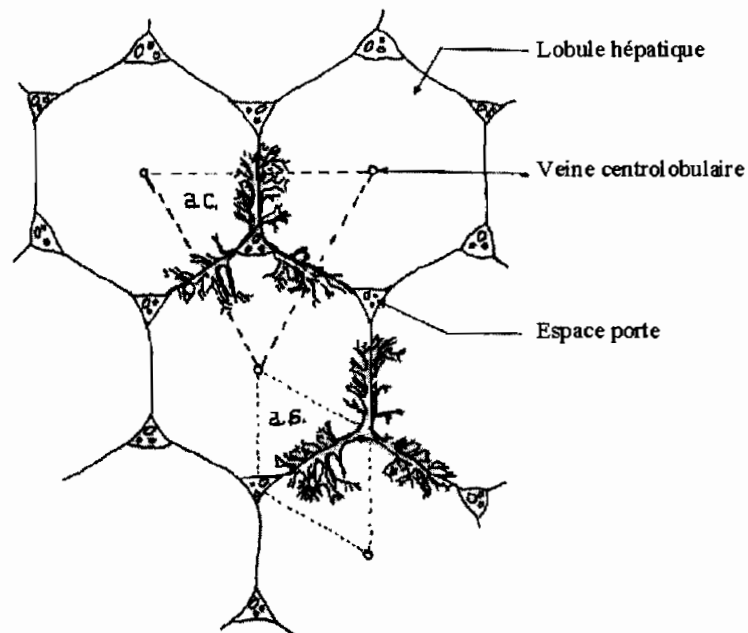 Lobule hépatique
Veine centrolobulaire
a.c.
Espace porte
a.s.